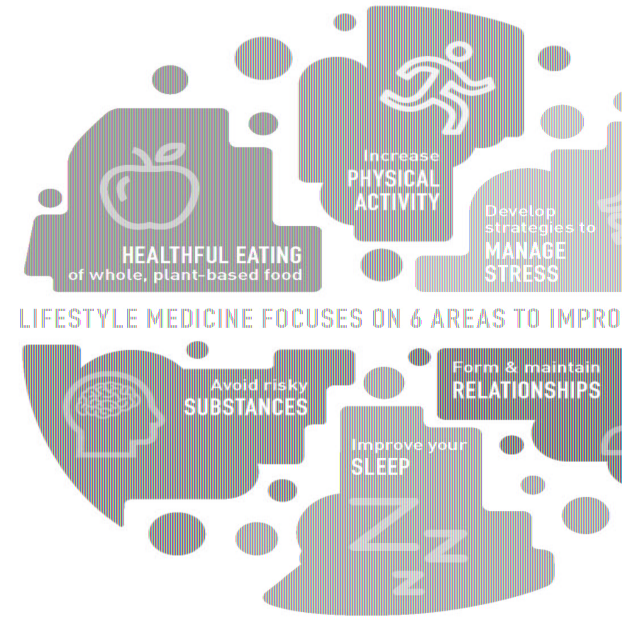 Increase
PHYSICAL
ACTIVITY
Develop
strategies to
MANAGE
STRESS
HEALTHFUL EATING
of whole, plant-based food
LIFESTYLE MEDICINE FOCUSES ON 6 AREAS TO IMPRO
Avoid risky
SUBSTANCES
Form & maintain
RELATIONSHIPS
Improve your
SLEEP
Z z z